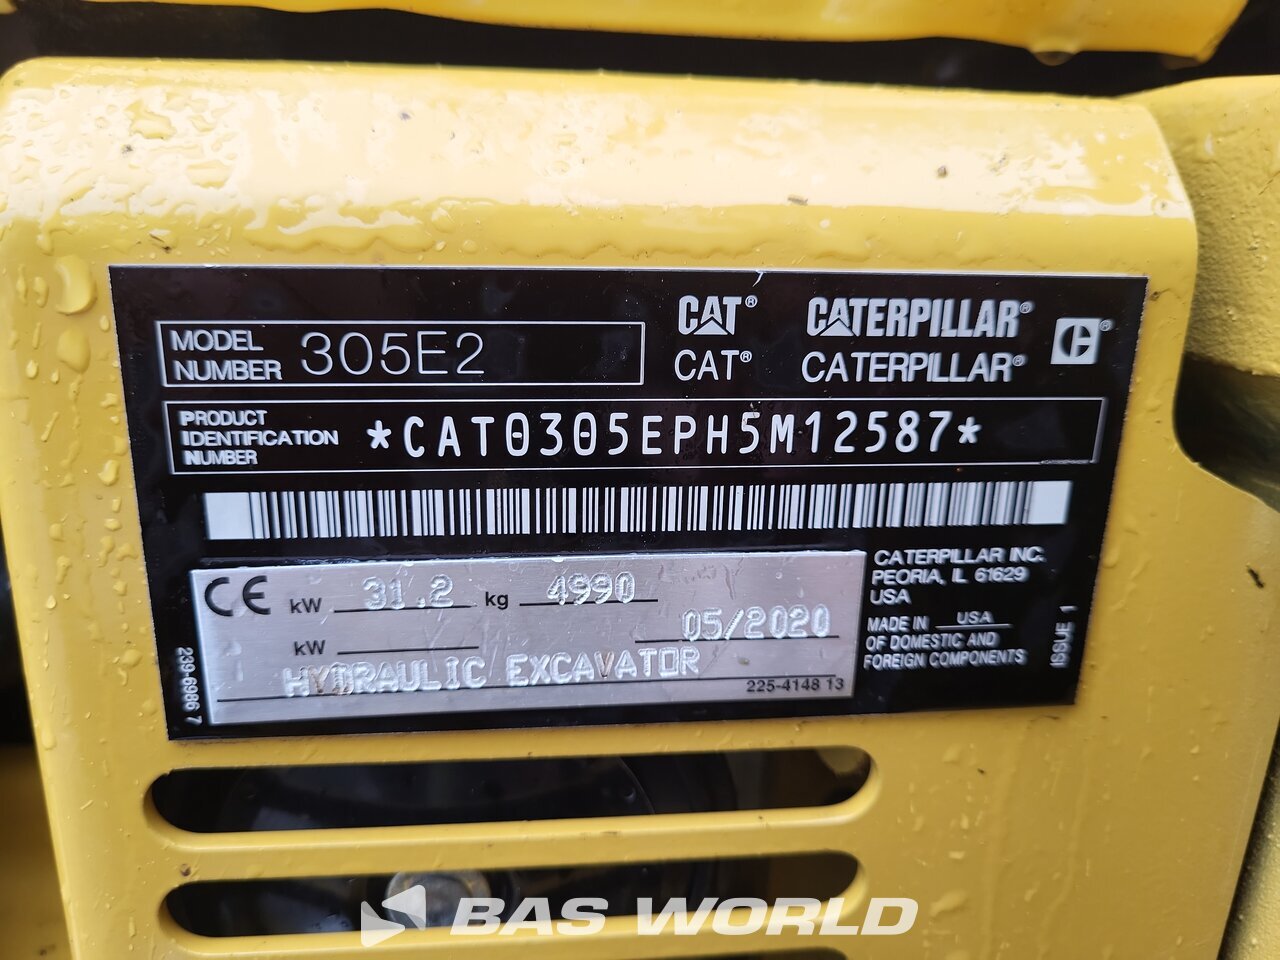 MODEL NUMBER 305E2
CAT® CATERPILLAR®
CAT® CATERPILLAR®
PRODUCT IDENTIFICATION NUMBER *CAT0305EPH5M12587*
CE kW 31.2 kg 4990
kW 05/2020
HYDRAULIC EXCAVATOR
225-4148 13
CATERPILLAR INC.
PEORIA, IL 61629
USA
MADE IN USA
OF DOMESTIC AND
FOREIGN COMPONENTS
ISSUE 1
239-6986 7
BAS WORLD